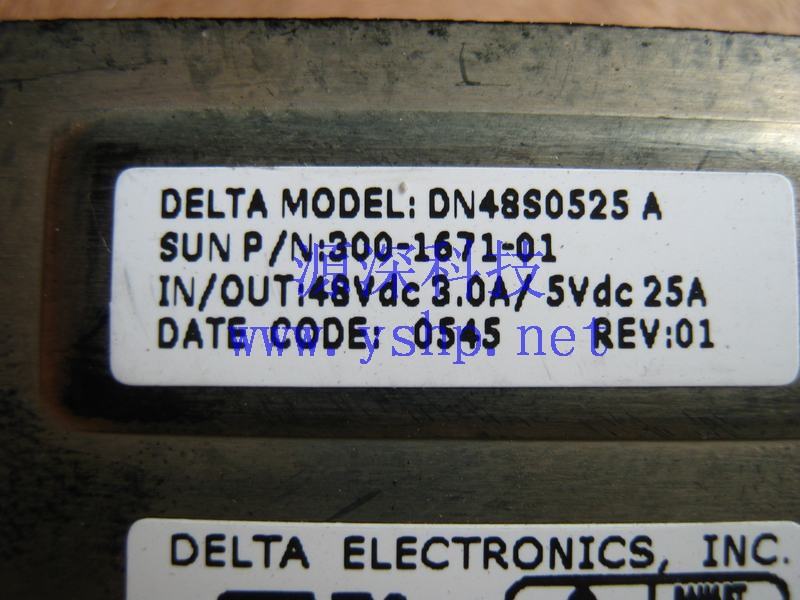 DELTA MODEL: DN48S0525 A
SUN P/N:300-1671-01
源深科技
IN/OUT:48Vdc 3.0A/ 5Vdc 25A
DATE CODE: 0545 REV:01
www.yshp.net
DELTA ELECTRONICS, INC.